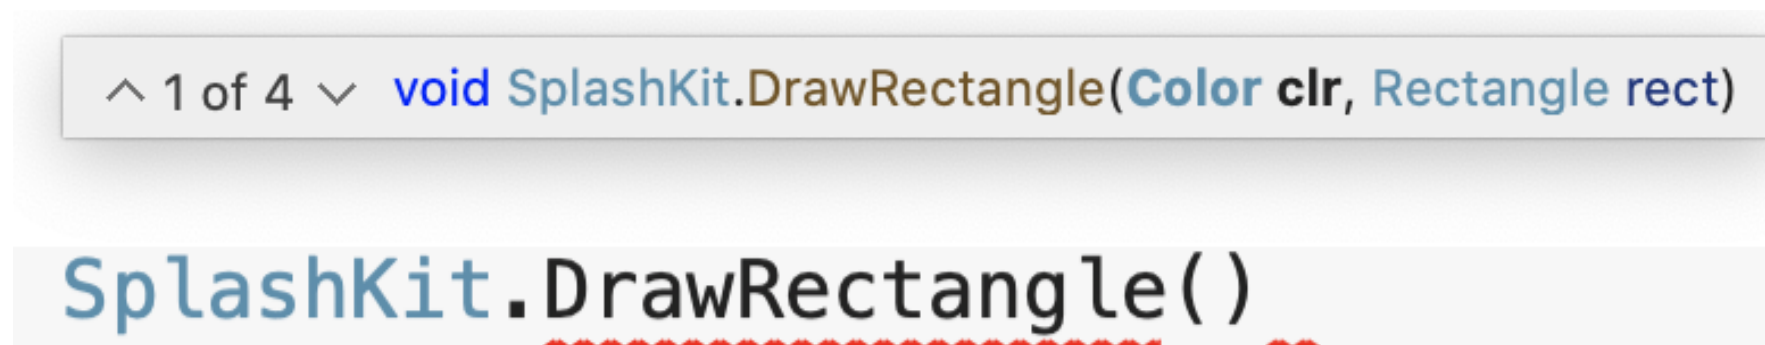 1 of 4 void SplashKit.DrawRectangle(Color clr, Rectangle rect)
SplashKit.DrawRectangle()